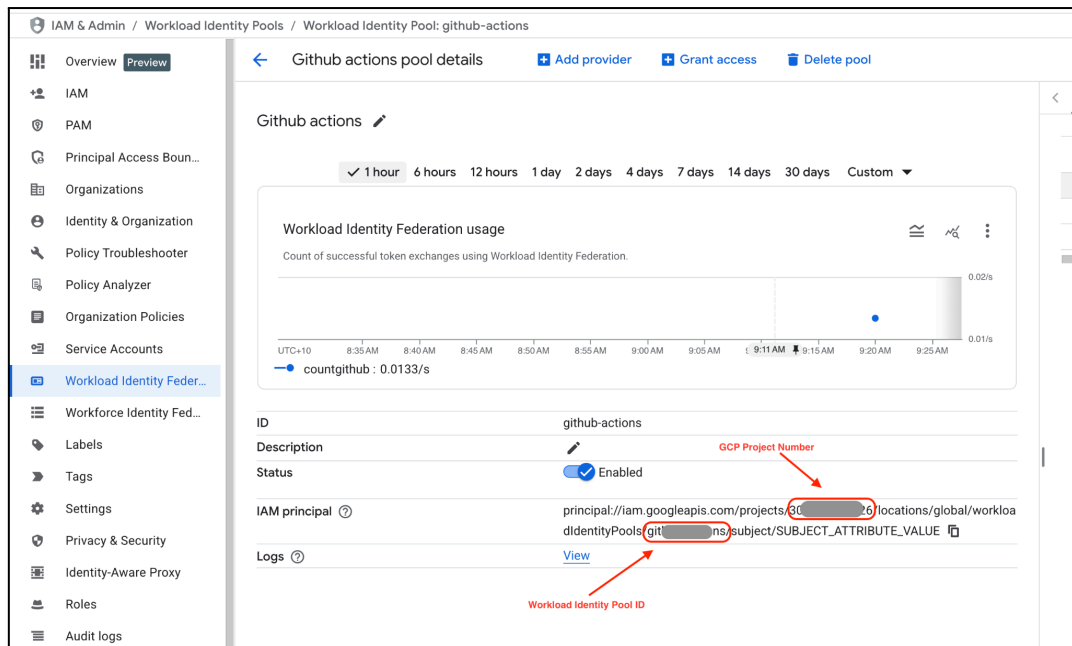 IAM & Admin / Workload Identity Pools / Workload Identity Pool: github-actions
Overview Preview
IAM
PAM
Principal Access Boun...
Organizations
Identity & Organization
Policy Troubleshooter
Policy Analyzer
Organization Policies
Service Accounts
Workload Identity Feder...
Workforce Identity Fed...
Labels
Tags
Settings
Privacy & Security
Identity-Aware Proxy
Roles
Audit logs
Github actions pool details Add provider Grant access Delete pool
Github actions
1 hour 6 hours 12 hours 1 day 2 days 4 days 7 days 14 days 30 days Custom
Workload Identity Federation usage
Count of successful token exchanges using Workload Identity Federation.
0.02/s
0.01/s
UTC+10 8:35 AM 8:40 AM 8:45 AM 8:50 AM 8:55 AM 9:00 AM 9:05 AM 9:11 AM 9:15 AM 9:20 AM 9:25 AM
countgithub : 0.0133/s
ID github-actions
Description
GCP Project Number
Status Enabled
IAM principal principal://iam.googleapis.com/projects/30 26/locations/global/workloa
dIdentityPools/git ns/subject/SUBJECT_ATTRIBUTE_VALUE
Logs View
Workload Identity Pool ID